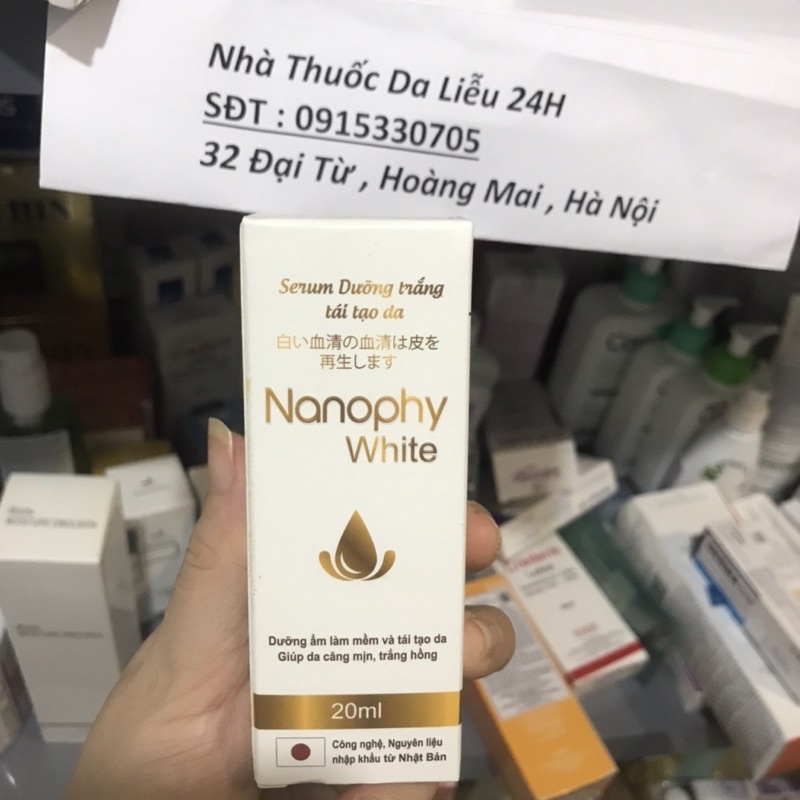 Nhà Thuốc Da Liễu 24H
SĐT : 0915330705
32 Đại Từ , Hoàng Mai , Hà Nội
Serum Dưỡng trắng
tái tạo da
白い血清の血清は皮を
再生します
Nanophy
White
Dưỡng ẩm làm mềm và tái tạo da
Giúp da căng mịn, trắng hồng
20ml
Công nghệ, Nguyên liệu
nhập khẩu từ Nhật Bản